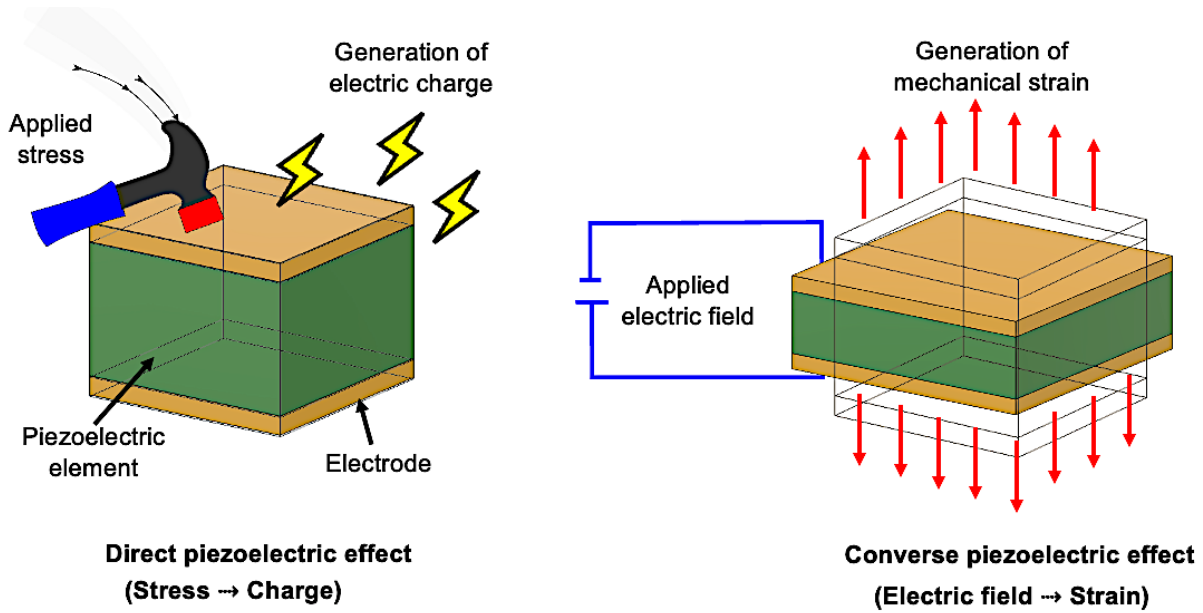 Generation of
electric charge
Applied
stress
Piezoelectric
element
Electrode
Direct piezoelectric effect
(Stress ⇢ Charge)
Generation of
mechanical strain
Applied
electric field
Converse piezoelectric effect
(Electric field ⇢ Strain)